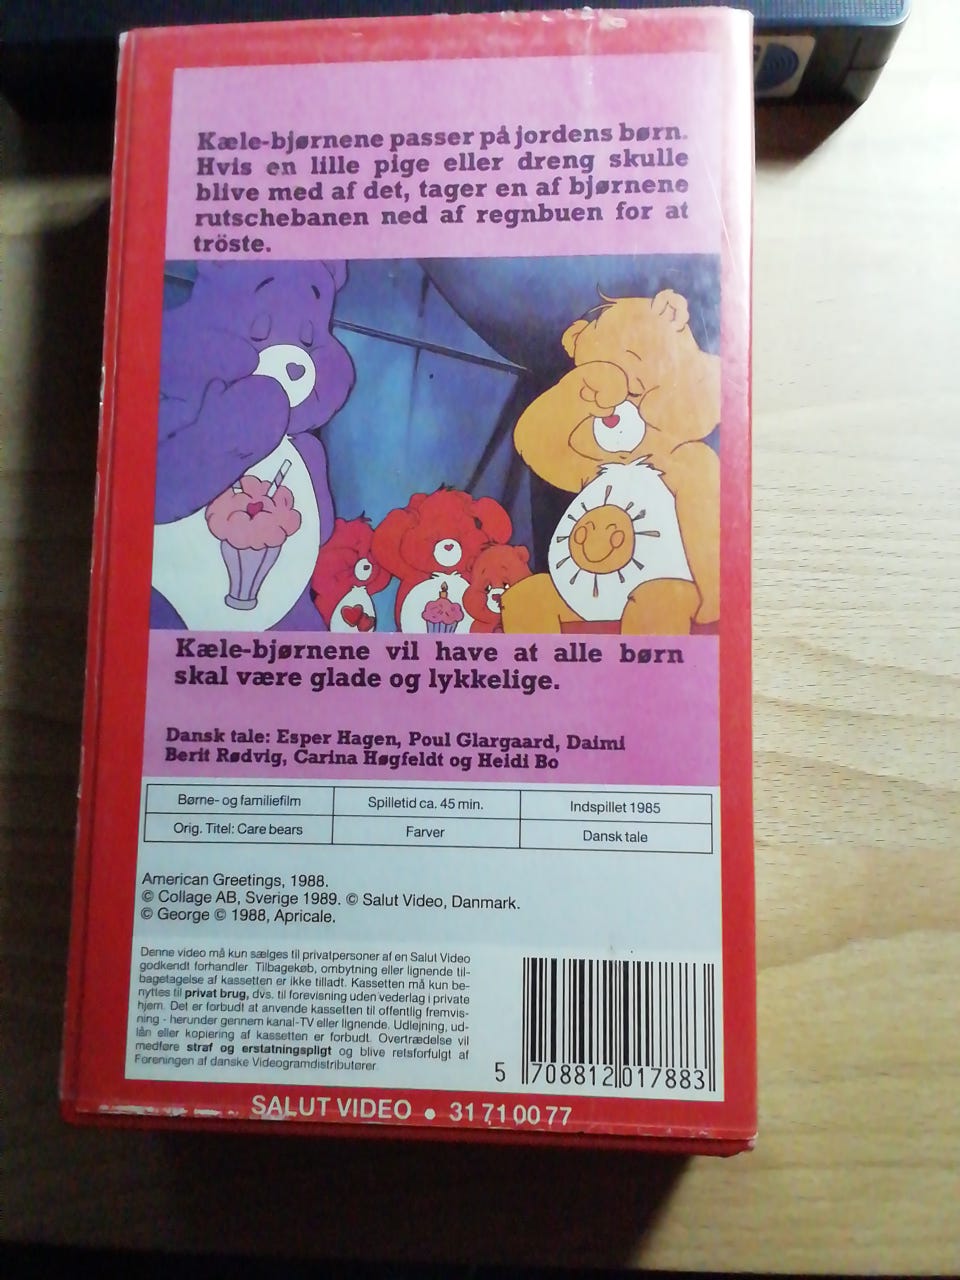 Kæle-bjørnene passer på jordens børn.
Hvis en lille pige eller dreng skulle
blive med af det, tager en af bjørnene
rutschebanen ned af regnbuen for at
tröste.
Kæle-bjørnene vil have at alle børn
skal være glade og lykkelige.
Dansk tale: Esper Hagen, Poul Glargaard, Daimi
Berit Rødvig, Carina Høgfeldt og Heidi Bo
Børne- og familiefilm Spilletid ca. 45 min. Indspillet 1985
Orig. Titel: Care bears Farver Dansk tale
American Greetings, 1988.
© Collage AB, Sverige 1989. © Salut Video, Danmark.
© George © 1988, Apricale.
Denne video må kun sælges til privatpersoner af en Salut Video
godkendt forhandler. Tilbagekøb, ombytning eller lignende til-
bagetagelse af kassetten er ikke tilladt. Kassetten må kun be-
nyttes til privat brug, dvs. til forevisning uden vederlag i private
hjem. Det er forbudt at anvende kassetten til offentlig fremvis-
ning - herunder gennem kanal-TV eller lignende. Udlejning, ud-
lån eller kopiering af kassetten er forbudt. Overtrædelse vil
medføre straf og erstatningspligt og blive retsforfulgt af
Foreningen af danske Videogramdistributører
5 708812 017883
SALUT VIDEO • 31 71 00 77